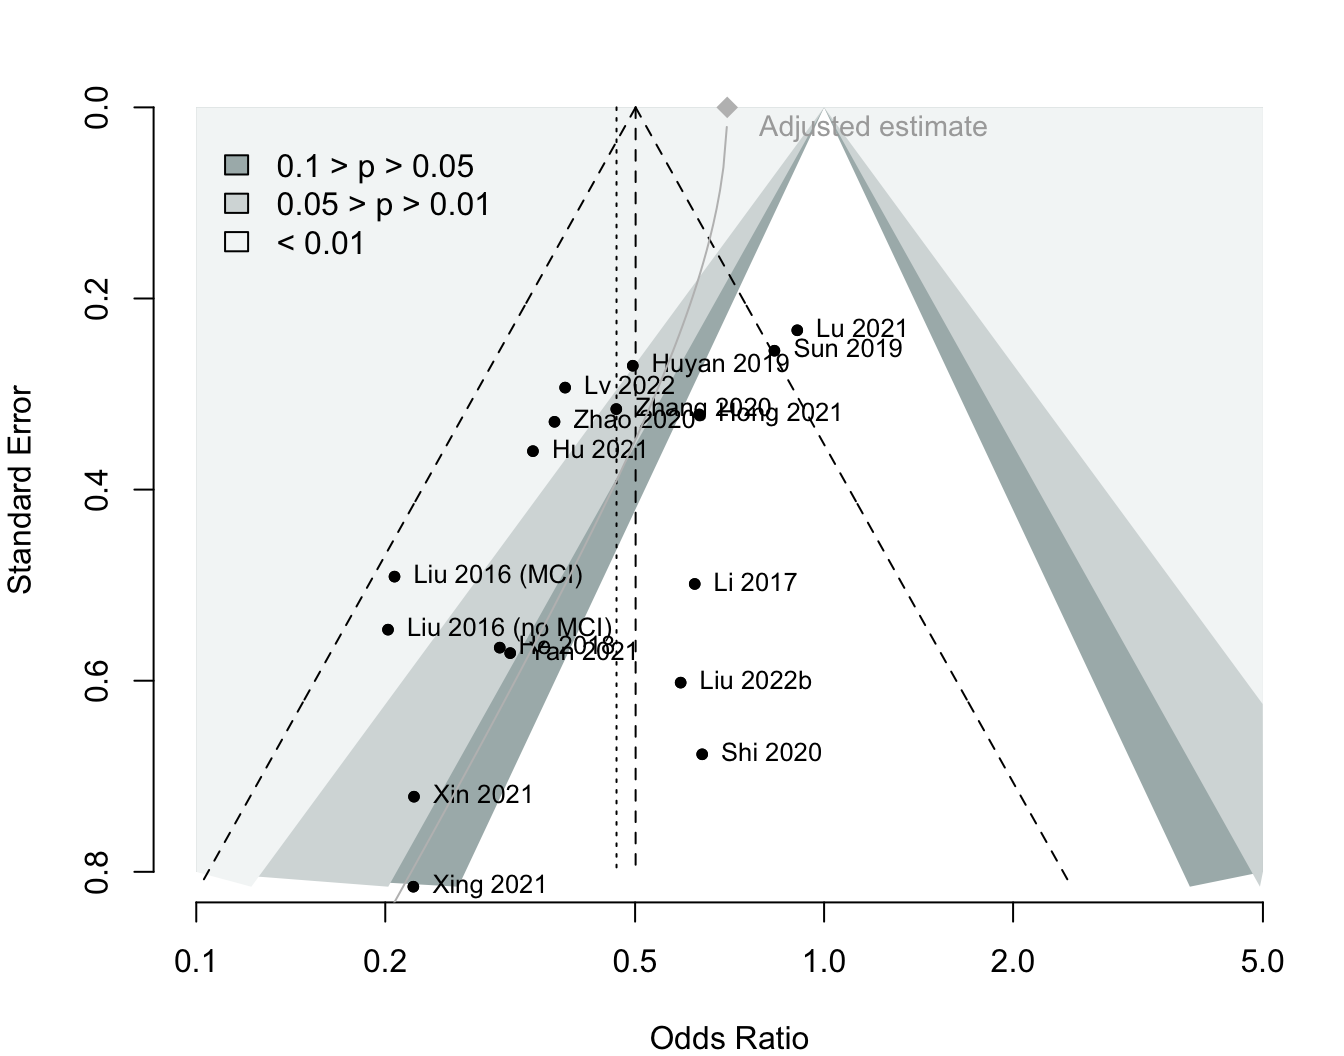 Adjusted estimate
0.1 > p > 0.05
0.05 > p > 0.01
< 0.01
Lu 2021
Sun 2019
Huyan 2019
Lv 2022
Zhang 2020
Hong 2021
Zhao 2020
Hu 2021
Liu 2016 (MCI)
Li 2017
Liu 2016 (no MCI)
Ho 2018
Yan 2021
Liu 2022b
Shi 2020
Xin 2021
Xing 2021
Standard Error
0.0
0.2
0.4
0.6
0.8
0.1
0.2
0.5
1.0
2.0
5.0
Odds Ratio